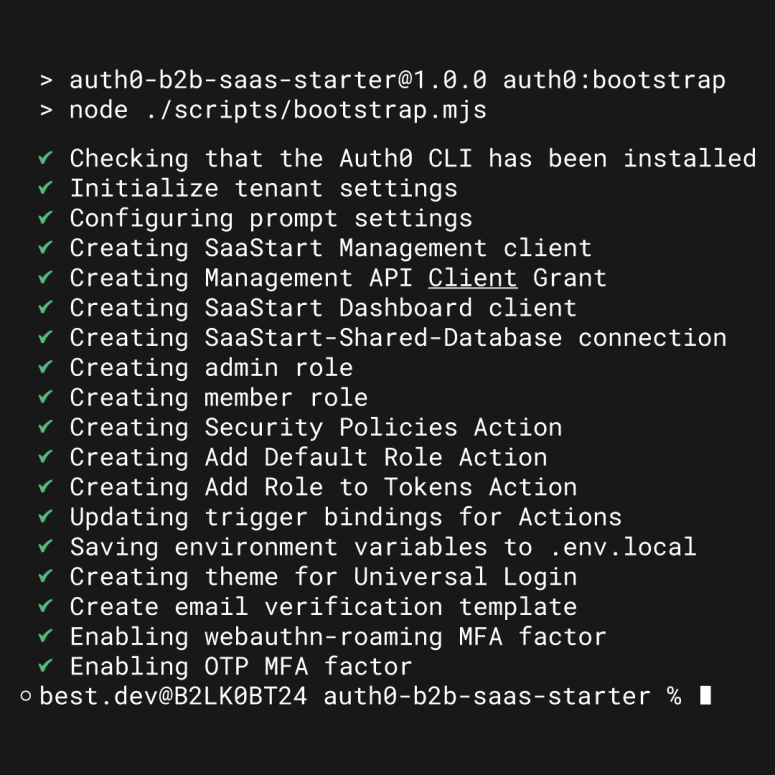 > auth0-b2b-saas-starter@1.0.0 auth0:bootstrap
> node ./scripts/bootstrap.mjs
✔ Checking that the Auth0 CLI has been installed
✔ Initialize tenant settings
✔ Configuring prompt settings
✔ Creating SaaStart Management client
✔ Creating Management API Client Grant
✔ Creating SaaStart Dashboard client
✔ Creating SaaStart-Shared-Database connection
✔ Creating admin role
✔ Creating member role
✔ Creating Security Policies Action
✔ Creating Add Default Role Action
✔ Creating Add Role to Tokens Action
✔ Updating trigger bindings for Actions
✔ Saving environment variables to .env.local
✔ Creating theme for Universal Login
✔ Create email verification template
✔ Enabling webauthn-roaming MFA factor
✔ Enabling OTP MFA factor
best.dev@B2LK0BT24 auth0-b2b-saas-starter %